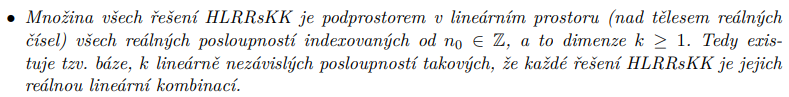 • Množina všech řešení HLRRsKK je podprostorem v lineárním prostoru (nad tělesem reálných
čísel) všech reálných posloupností indexovaných od n₀ ∈ ℤ, a to dimenze k ≥ 1. Tedy exis-
tuje tzv. báze, k lineárně nezávislých posloupností takových, že každé řešení HLRRsKK je jejich
reálnou lineární kombinací.